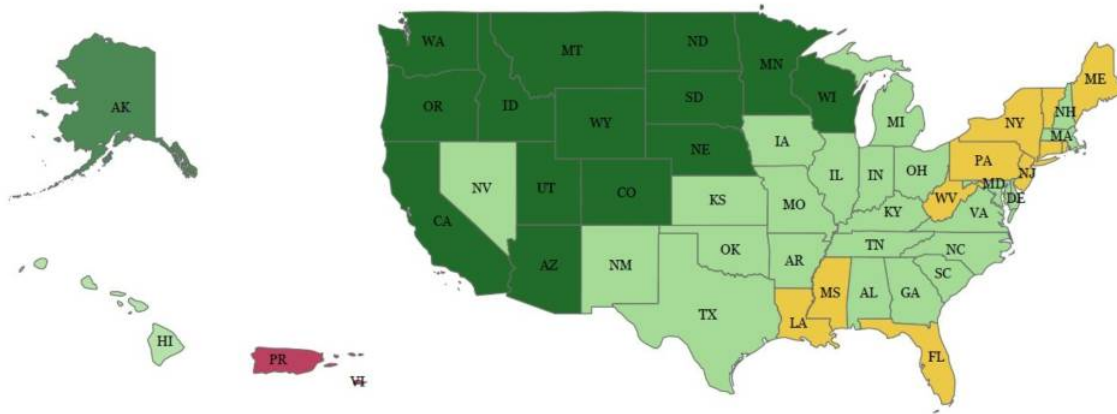 WA
MT
ND
MN
ME
AK
OR
ID
SD
WI
NY
NH
WY
MI
MA
NE
IA
PA
NJ
NV
UT
CO
IL
IN
OH
MD
DE
CA
KS
MO
WV
KY
VA
AZ
NM
OK
AR
TN
NC
SC
MS
AL
GA
TX
LA
HI
PR
FL
VI